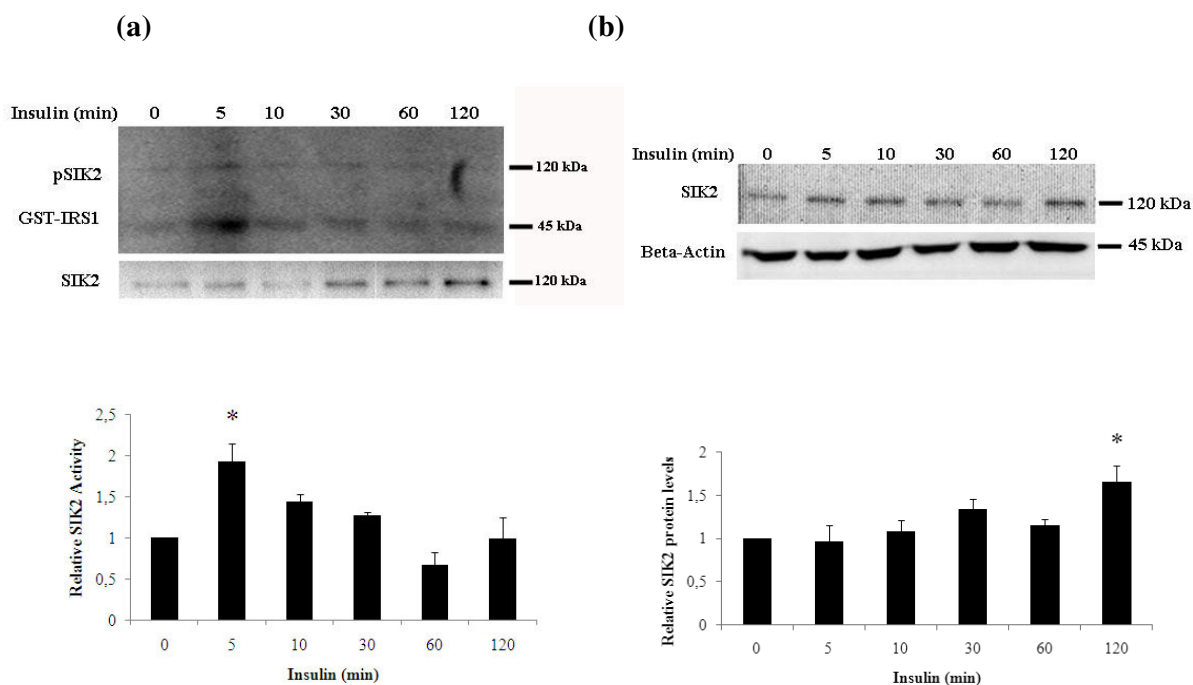 (a)
(b)
Insulin (min) 0 5 10 30 60 120
pSIK2
120 kDa
GST-IRS1
45 kDa
SIK2
120 kDa
Insulin (min) 0 5 10 30 60 120
SIK2
120 kDa
Beta-Actin
45 kDa
2,5
*
2
1,5
1
0,5
0
Relative SIK2 Activity
0 5 10 30 60 120
Insulin (min)
2
*
1,5
1
0,5
0
Relative SIK2 protein levels
0 5 10 30 60 120
Insulin (min)